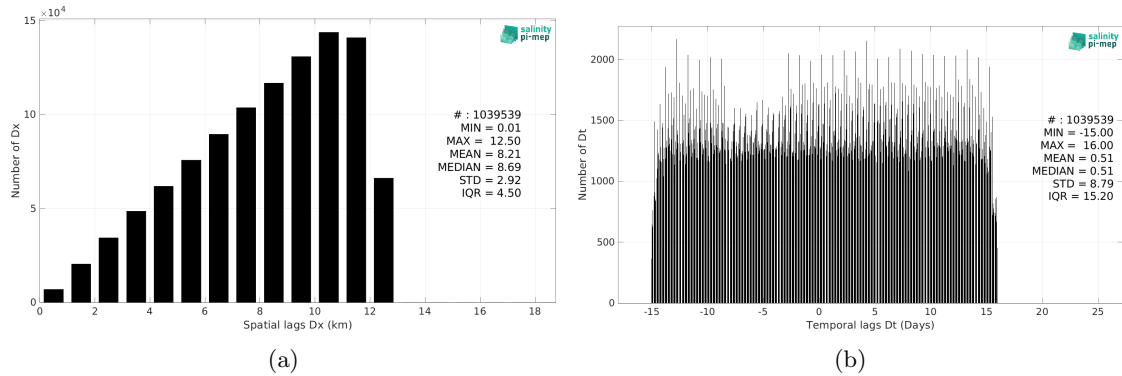 15 ×10⁴
salinity
pi-mep
Number of Dx
10
5
0
# : 1039539
MIN = 0.01
MAX = 12.50
MEAN = 8.21
MEDIAN = 8.69
STD = 2.92
IQR = 4.50
0 2 4 6 8 10 12 14 16 18
Spatial lags Dx (km)
(a)
salinity
pi-mep
Number of Dt
2000
1500
1000
500
0
# : 1039539
MIN = -15.00
MAX = 16.00
MEAN = 0.51
MEDIAN = 0.51
STD = 8.79
IQR = 15.20
-15 -10 -5 0 5 10 15 20 25
Temporal lags Dt (Days)
(b)